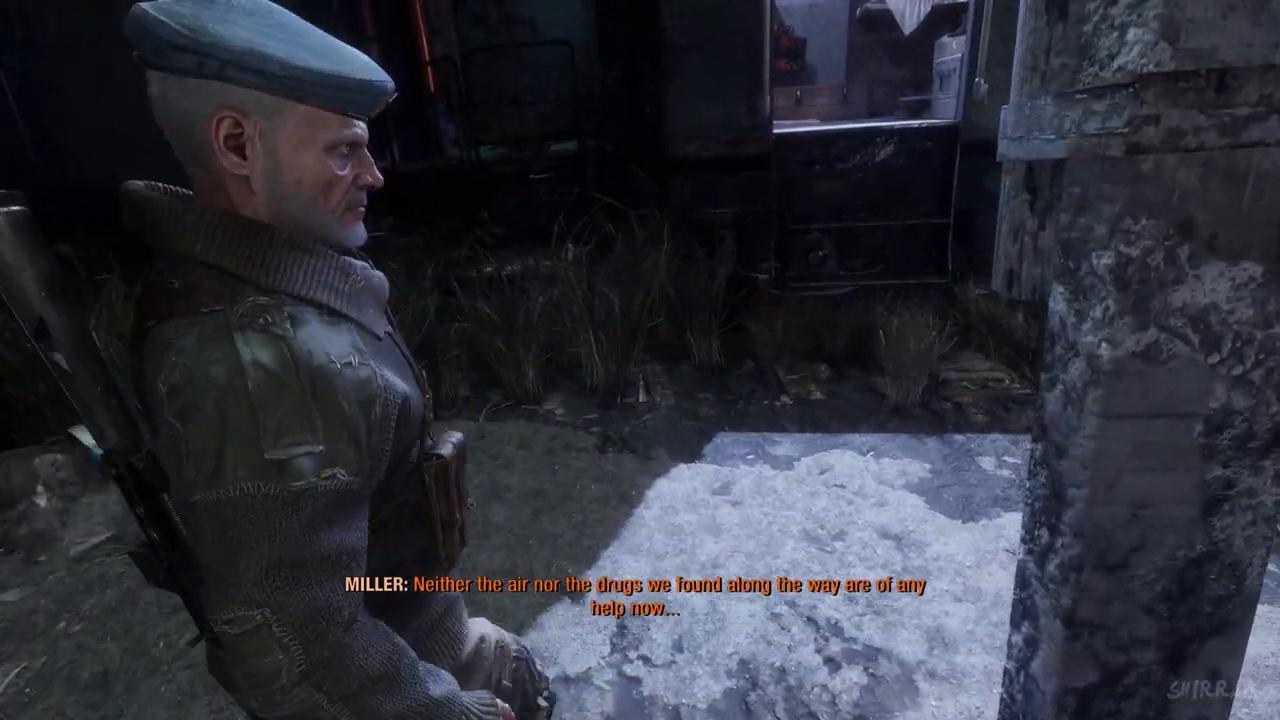 MILLER: Neither the air nor the drugs we found along the way are of any
help now...